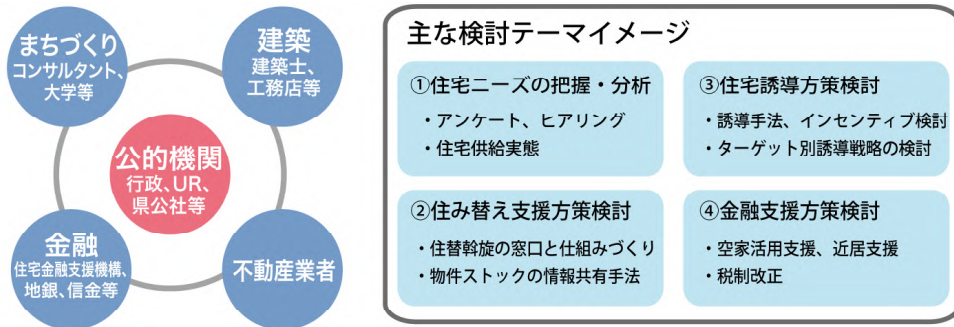 まちづくり
コンサルタント、
大学等
建築
建築士、
工務店等
公的機関
行政、UR、
県公社等
金融
住宅金融支援機構、
地銀、信金等
不動産業者
主な検討テーマイメージ
①住宅ニーズの把握・分析
・アンケート、ヒアリング
・住宅供給実態
②住み替え支援方策検討
・住替斡旋の窓口と仕組みづくり
・物件ストックの情報共有手法
③住宅誘導方策検討
・誘導手法、インセンティブ検討
・ターゲット別誘導戦略の検討
④金融支援方策検討
・空家活用支援、近居支援
・税制改正